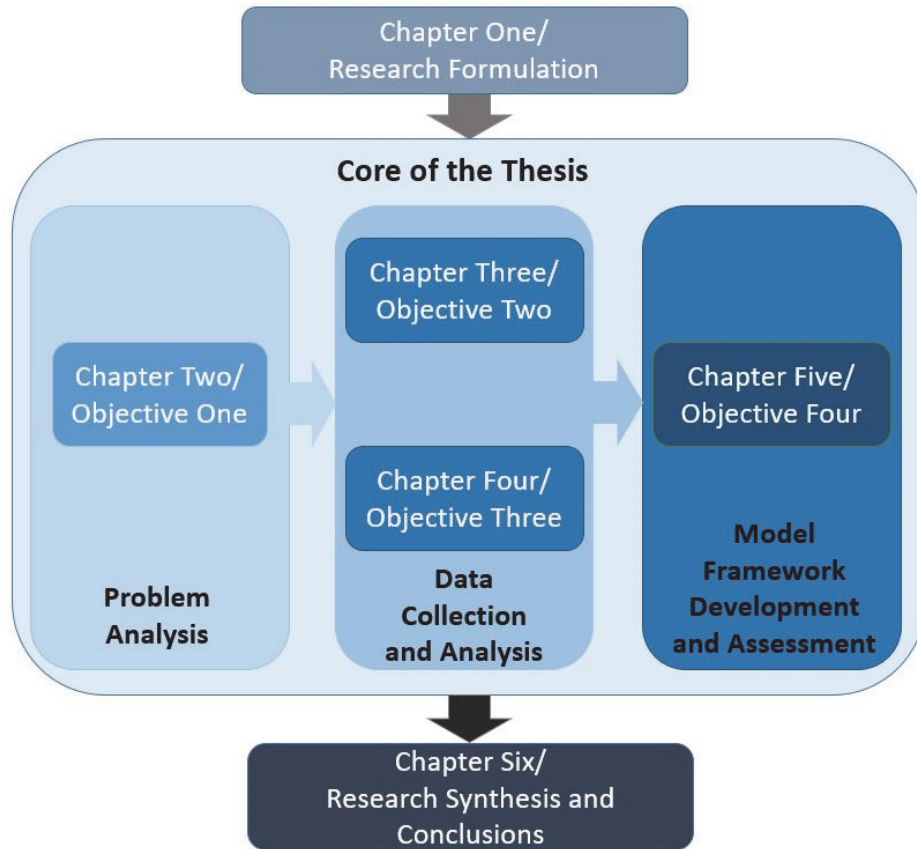 Chapter One/
Research Formulation
Core of the Thesis
Chapter Two/
Objective One
Problem
Analysis
Chapter Three/
Objective Two
Chapter Four/
Objective Three
Data
Collection
and Analysis
Chapter Five/
Objective Four
Model
Framework
Development
and Assessment
Chapter Six/
Research Synthesis and
Conclusions